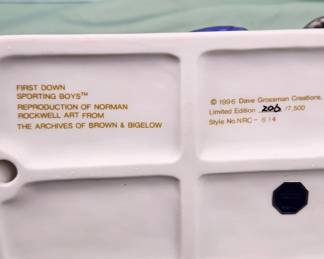 FIRST DOWN
SPORTING BOYS™
REPRODUCTION OF NORMAN
ROCKWELL ART FROM
THE ARCHIVES OF BROWN & BIGELOW
© 1996 Dave Grossman Creations,
Limited Edition 206 /7,500
Style No. NRC - 614